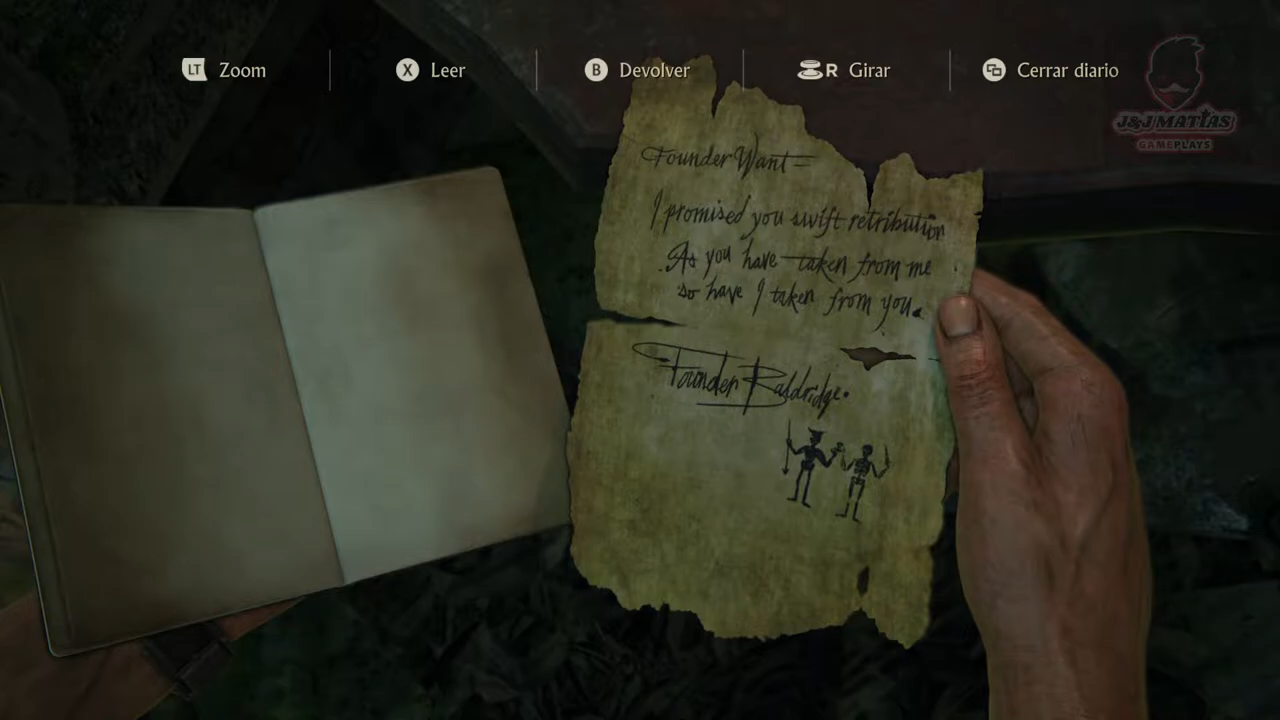 LT Zoom
X Leer
B Devolver
R Girar
Cerrar diario
J&J MATÍAS
GAMEPLAYS
Founder Want =
I promised you swift retribution
As you have taken from me
so have I taken from you.
Founder Baldridge.